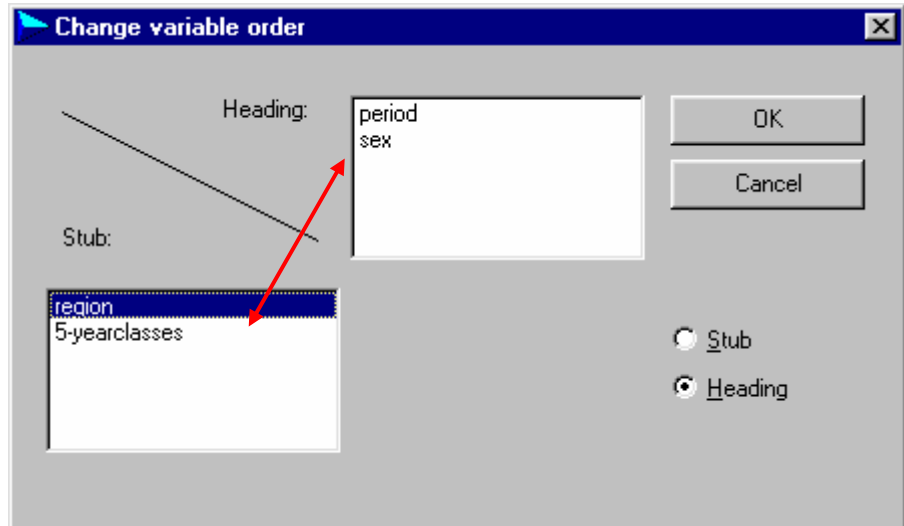 Change variable order
Heading:
period
sex
OK
Cancel
Stub:
region
5-yearclasses
Stub
Heading